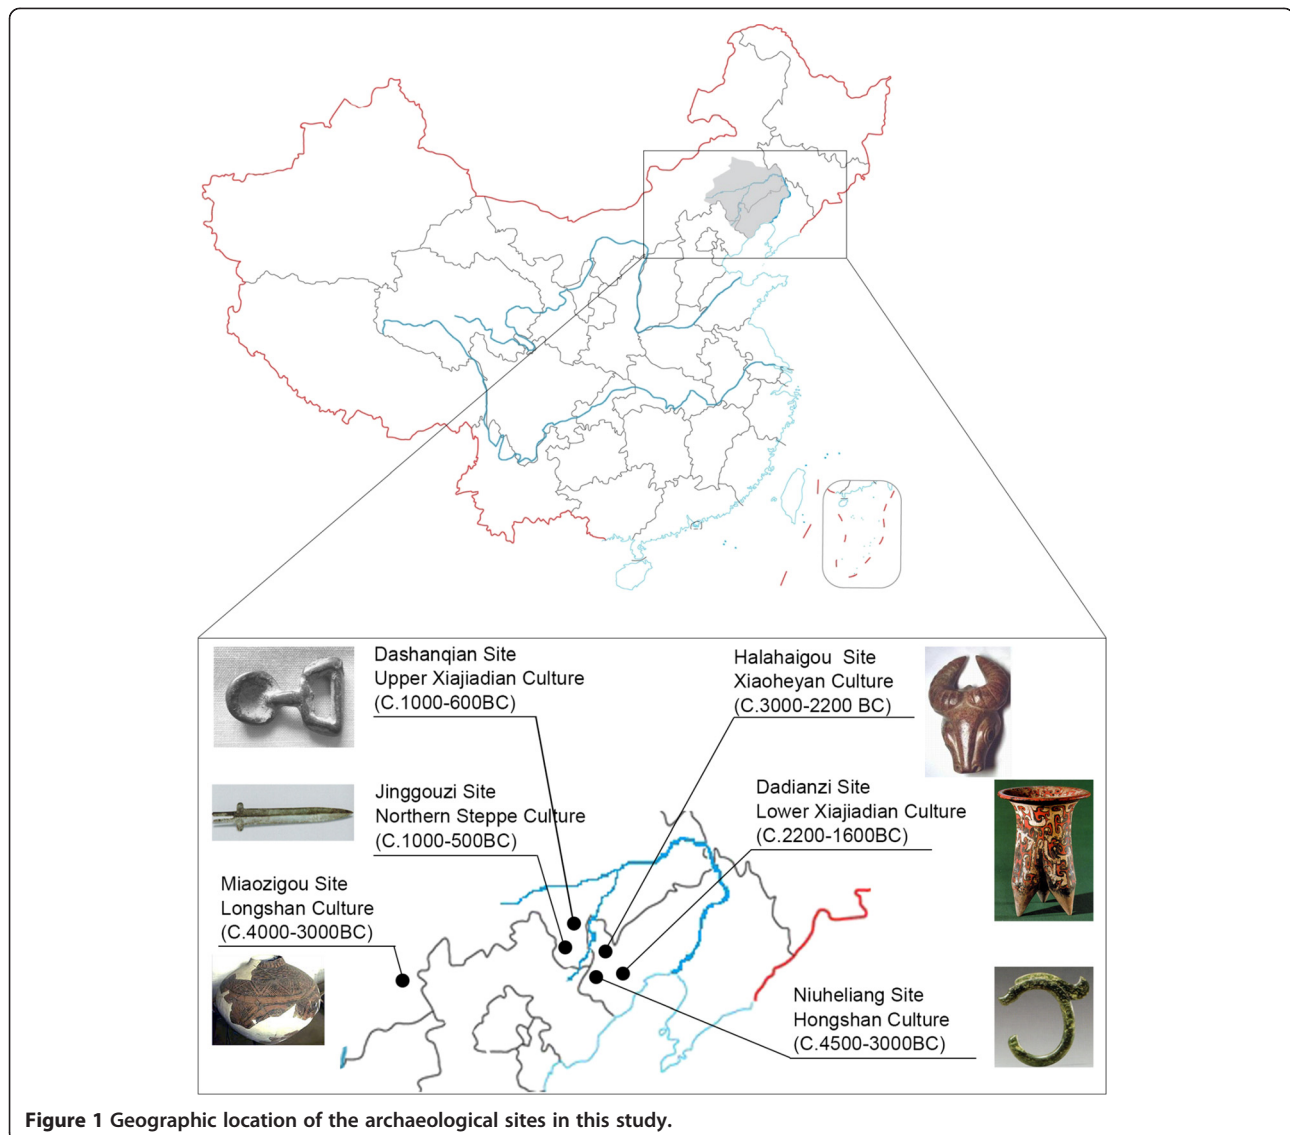 Dashanqian Site
Upper Xiajiadian Culture
(C.1000-600BC)
Halahaigou Site
Xiaoheyan Culture
(C.3000-2200 BC)
Jinggouzi Site
Northern Steppe Culture
(C.1000-500BC)
Dadianzi Site
Lower Xiajiadian Culture
(C.2200-1600BC)
Miaozigou Site
Longshan Culture
(C.4000-3000BC)
Niuheliang Site
Hongshan Culture
(C.4500-3000BC)
Figure 1 Geographic location of the archaeological sites in this study.